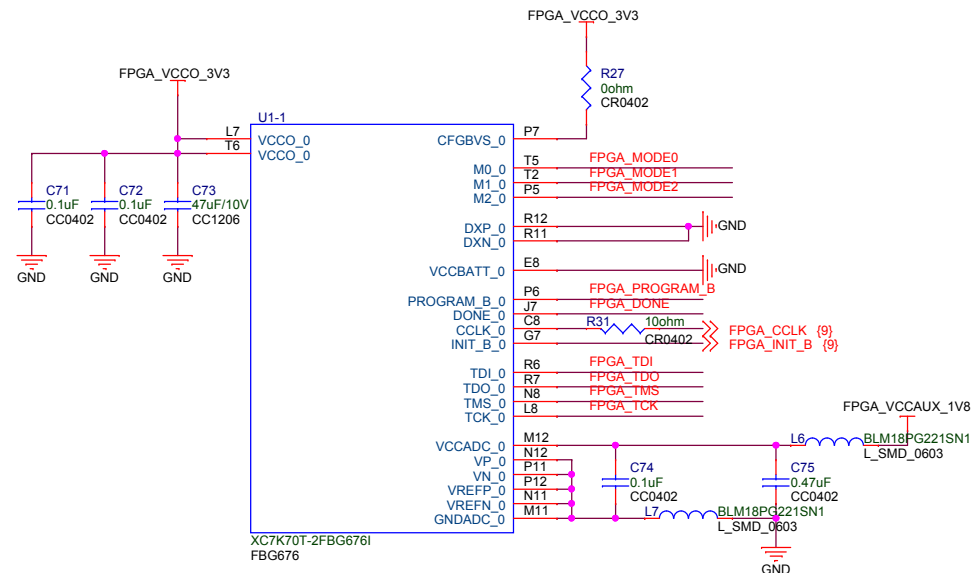 FPGA_VCCO_3V3
FPGA_VCCO_3V3
R27
0ohm
CR0402
U1-1
L7 VCCO_0
T6 VCCO_0
CFGBVS_0 P7
M0_0 T5 FPGA_MODE0
M1_0 T2 FPGA_MODE1
M2_0 P5 FPGA_MODE2
C71
0.1uF
CC0402
C72
0.1uF
CC0402
C73
47uF/10V
CC1206
GND
GND
GND
DXP_0 R12
DXN_0 R11
GND
VCCBATT_0 E8
GND
PROGRAM_B_0 P6 FPGA_PROGRAM_B
DONE_0 J7 FPGA_DONE
CCLK_0 C8 R31 10ohm FPGA_CCLK {9}
CR0402
INIT_B_0 G7 FPGA_INIT_B {9}
TDI_0 R6 FPGA_TDI
TDO_0 R7 FPGA_TDO
TMS_0 N8 FPGA_TMS
TCK_0 L8 FPGA_TCK
FPGA_VCCAUX_1V8
VCCADC_0 M12
L6 BLM18PG221SN1
L_SMD_0603
VP_0 N12
VN_0 P11
VREFP_0 P12
VREFN_0 N11
GNDADC_0 M11
C74
0.1uF
CC0402
C75
0.47uF
CC0402
L7 BLM18PG221SN1
L_SMD_0603
GND
XC7K70T-2FBG676I
FBG676